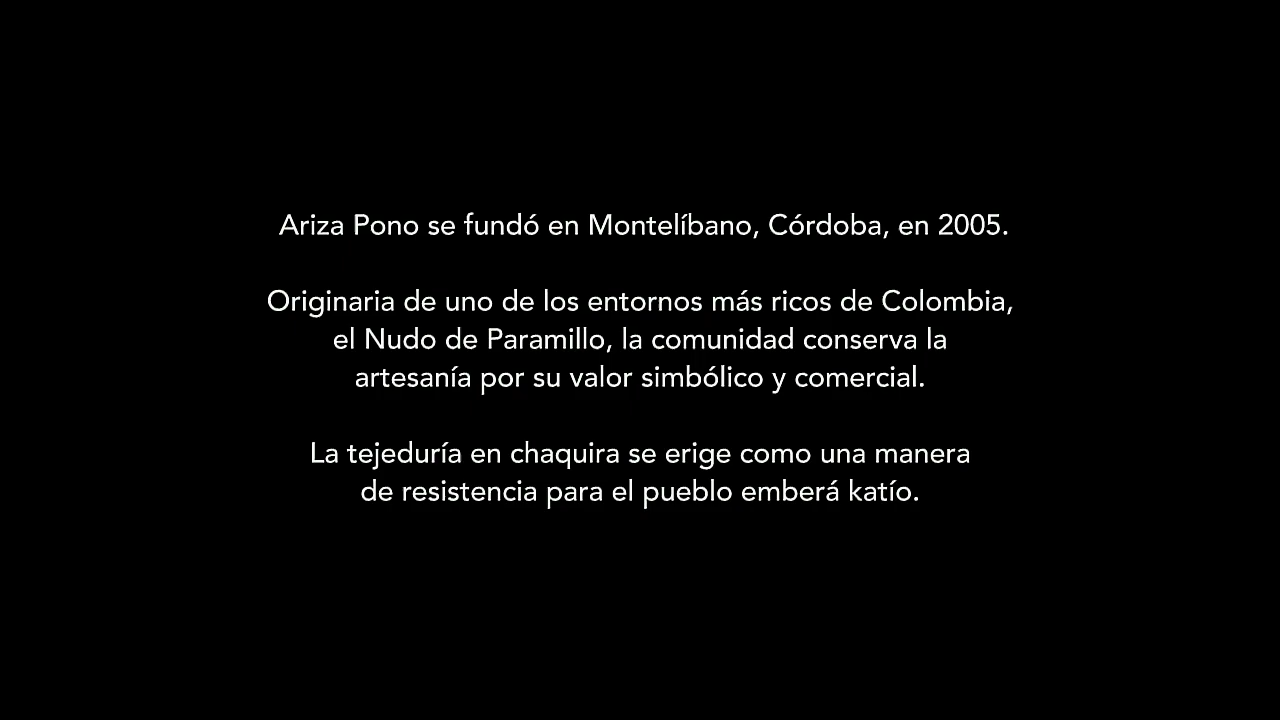 Ariza Pono se fundó en Montelíbano, Córdoba, en 2005.
Originaria de uno de los entornos más ricos de Colombia,
el Nudo de Paramillo, la comunidad conserva la
artesanía por su valor simbólico y comercial.
La tejeduría en chaquira se erige como una manera
de resistencia para el pueblo emberá katío.